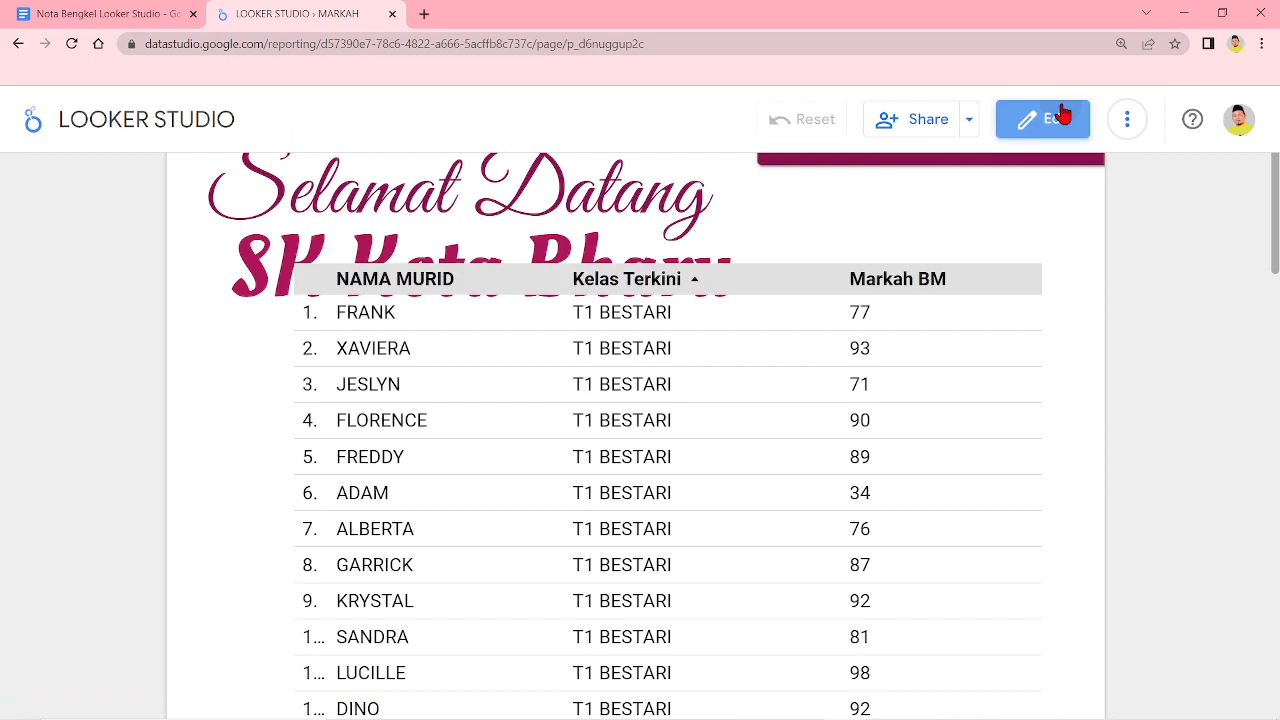 Nota Bengkel Looker Studio - Go
LOOKER STUDIO › MARKAH
datastudio.google.com/reporting/d57390e7-78c6-4822-a666-5acffb8c737c/page/p_d6nuggup2c
LOOKER STUDIO
Reset
Share
Selamat Datang
SK Kota Bharu
NAMA MURID Kelas Terkini Markah BM
1. FRANK T1 BESTARI 77
2. XAVIERA T1 BESTARI 93
3. JESLYN T1 BESTARI 71
4. FLORENCE T1 BESTARI 90
5. FREDDY T1 BESTARI 89
6. ADAM T1 BESTARI 34
7. ALBERTA T1 BESTARI 76
8. GARRICK T1 BESTARI 87
9. KRYSTAL T1 BESTARI 92
1... SANDRA T1 BESTARI 81
1... LUCILLE T1 BESTARI 98
1... DINO T1 BESTARI 92